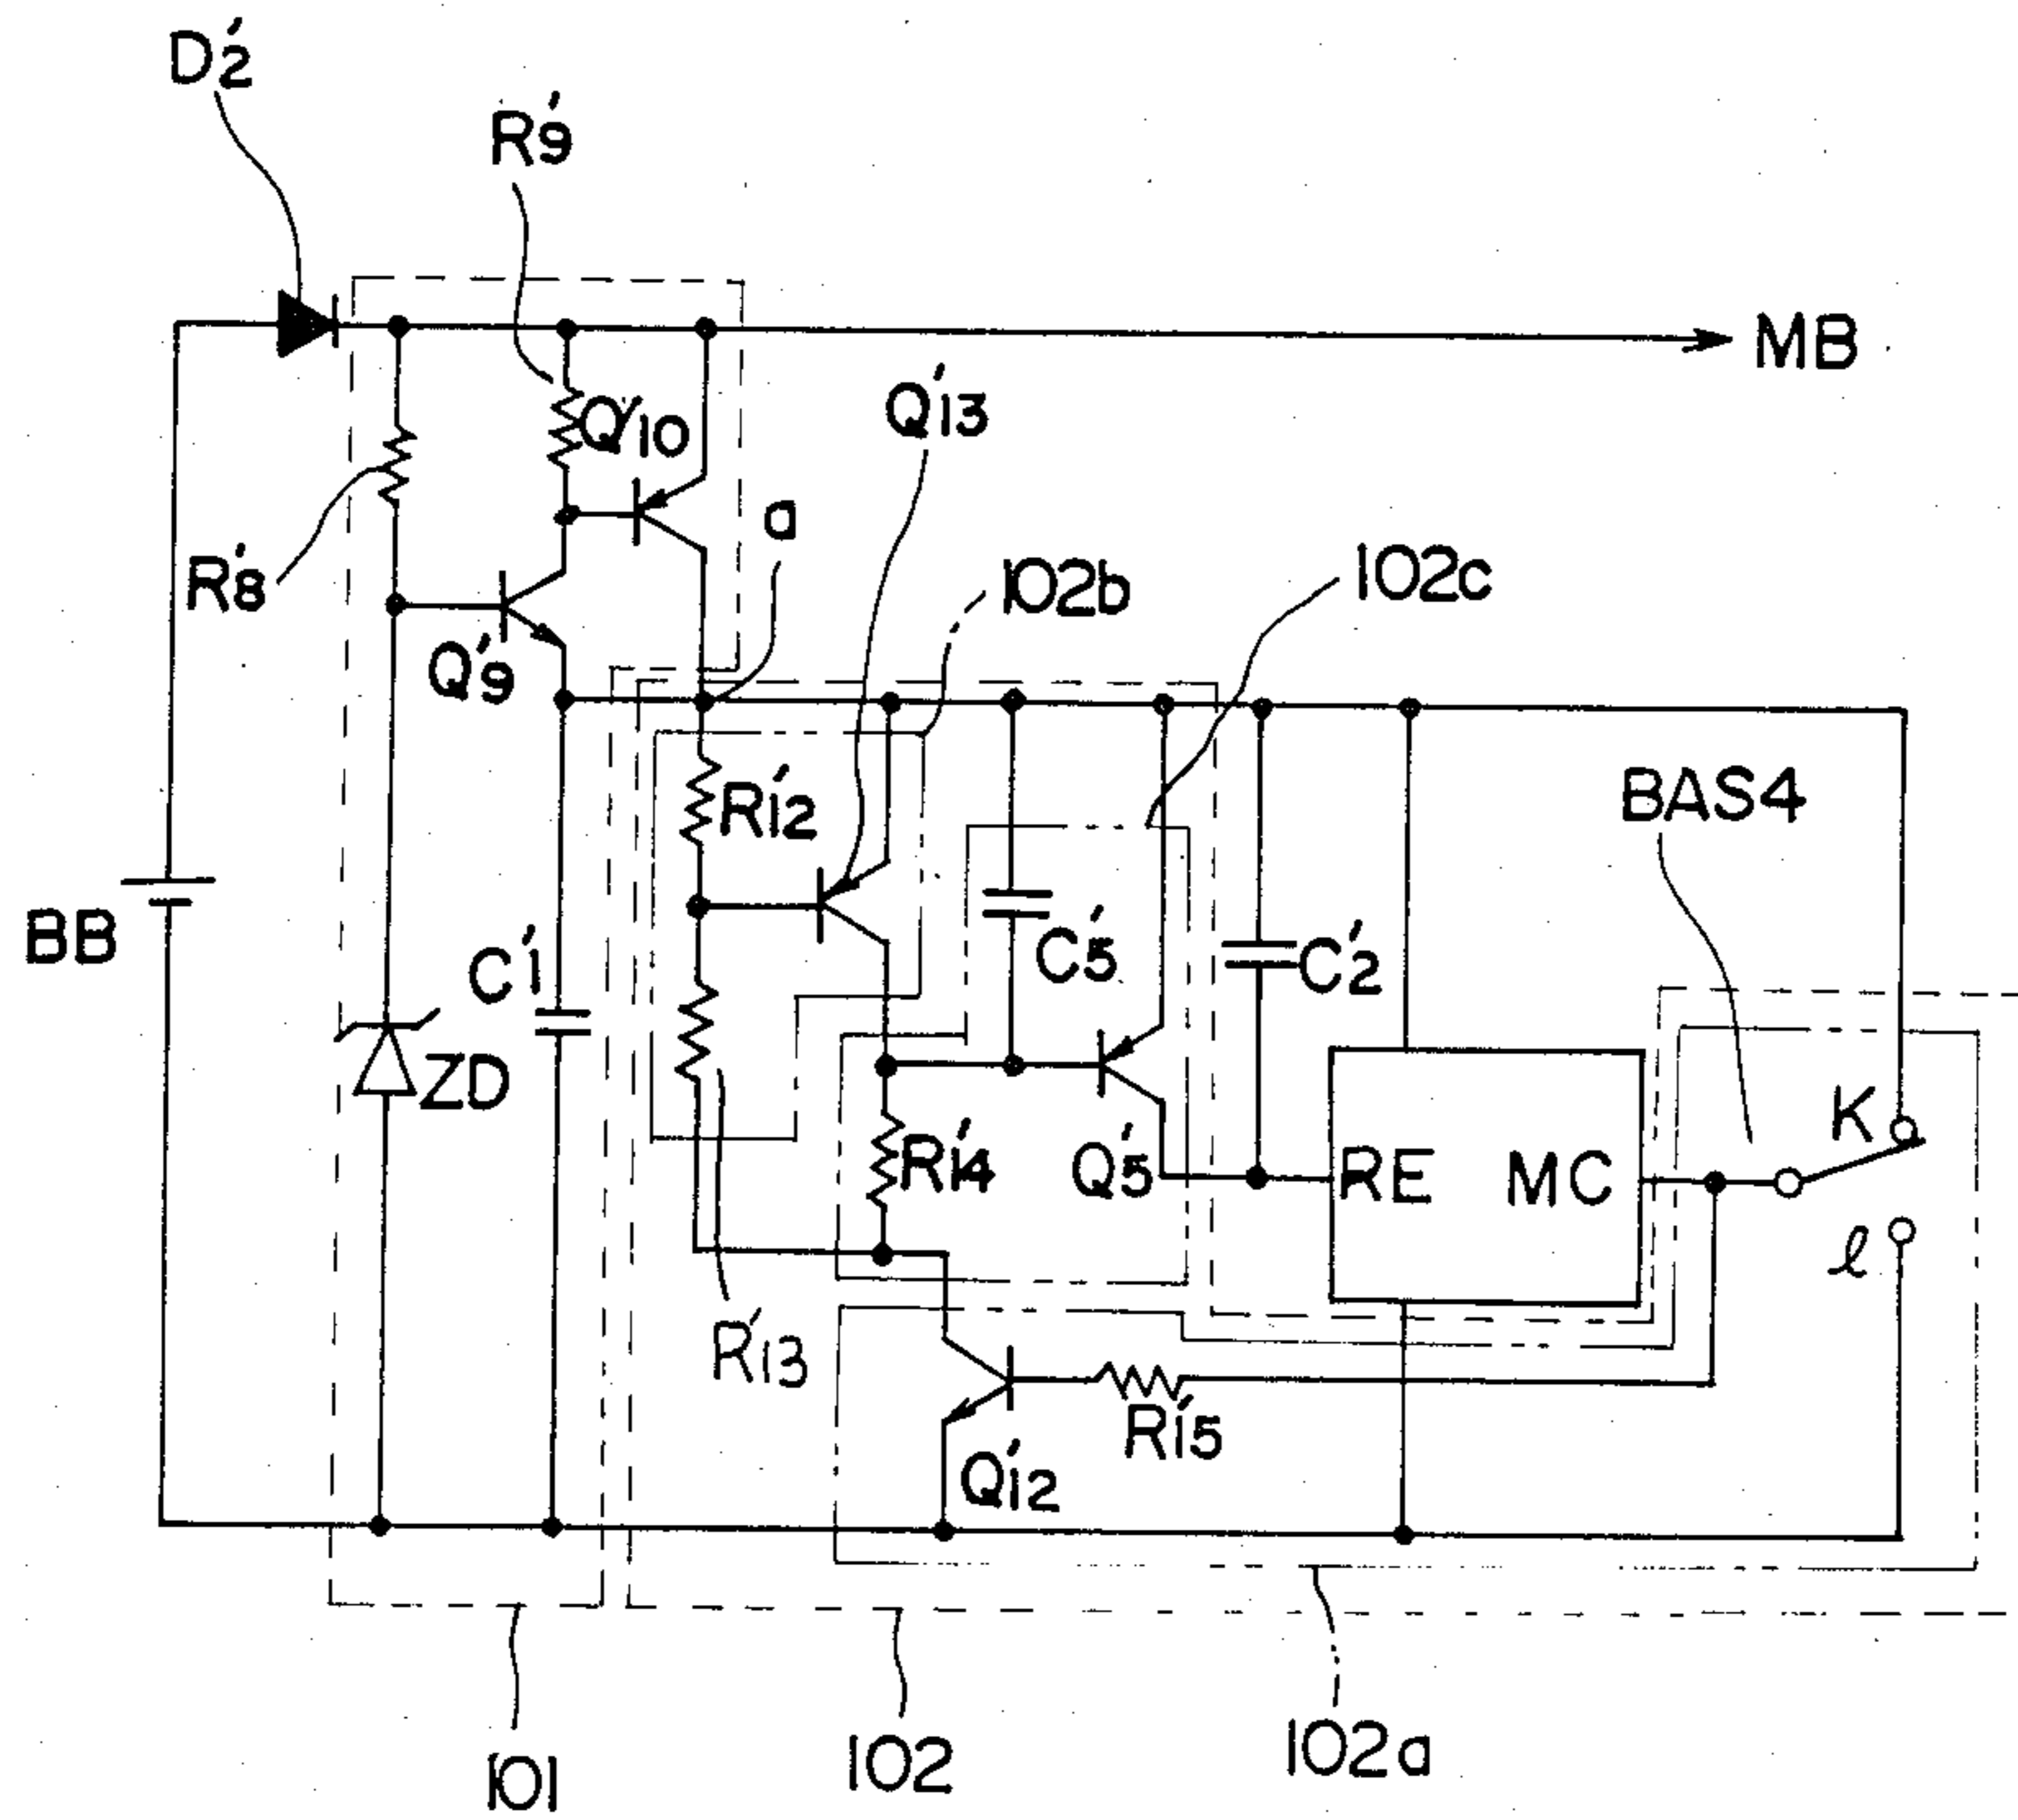 D'2
R'9
MB
Q'10
Q'13
a
R'8
102b
102c
Q'9
R'12
BAS4
BB
C'1
C'5
C'2
ZD
K
R'14
Q'5
RE
MC
ℓ
R'13
R'15
Q'12
101
102
102a